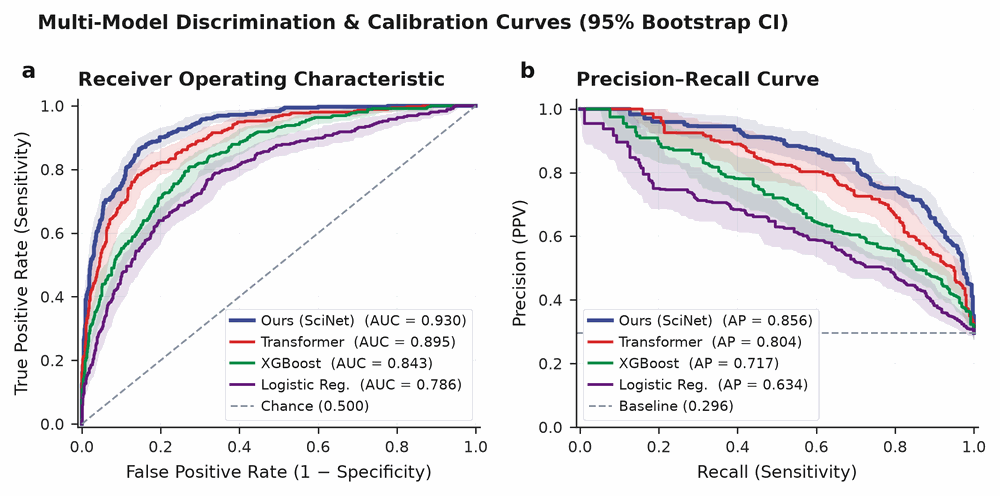 Multi-Model Discrimination & Calibration Curves (95% Bootstrap CI)
a
Receiver Operating Characteristic
True Positive Rate (Sensitivity)
1.0
0.8
0.6
0.4
0.2
0.0
Ours (SciNet) (AUC = 0.930)
Transformer (AUC = 0.895)
XGBoost (AUC = 0.843)
Logistic Reg. (AUC = 0.786)
Chance (0.500)
0.0 0.2 0.4 0.6 0.8 1.0
False Positive Rate (1 − Specificity)
b
Precision–Recall Curve
Precision (PPV)
1.0
0.8
0.6
0.4
0.2
0.0
Ours (SciNet) (AP = 0.856)
Transformer (AP = 0.804)
XGBoost (AP = 0.717)
Logistic Reg. (AP = 0.634)
Baseline (0.296)
0.0 0.2 0.4 0.6 0.8 1.0
Recall (Sensitivity)